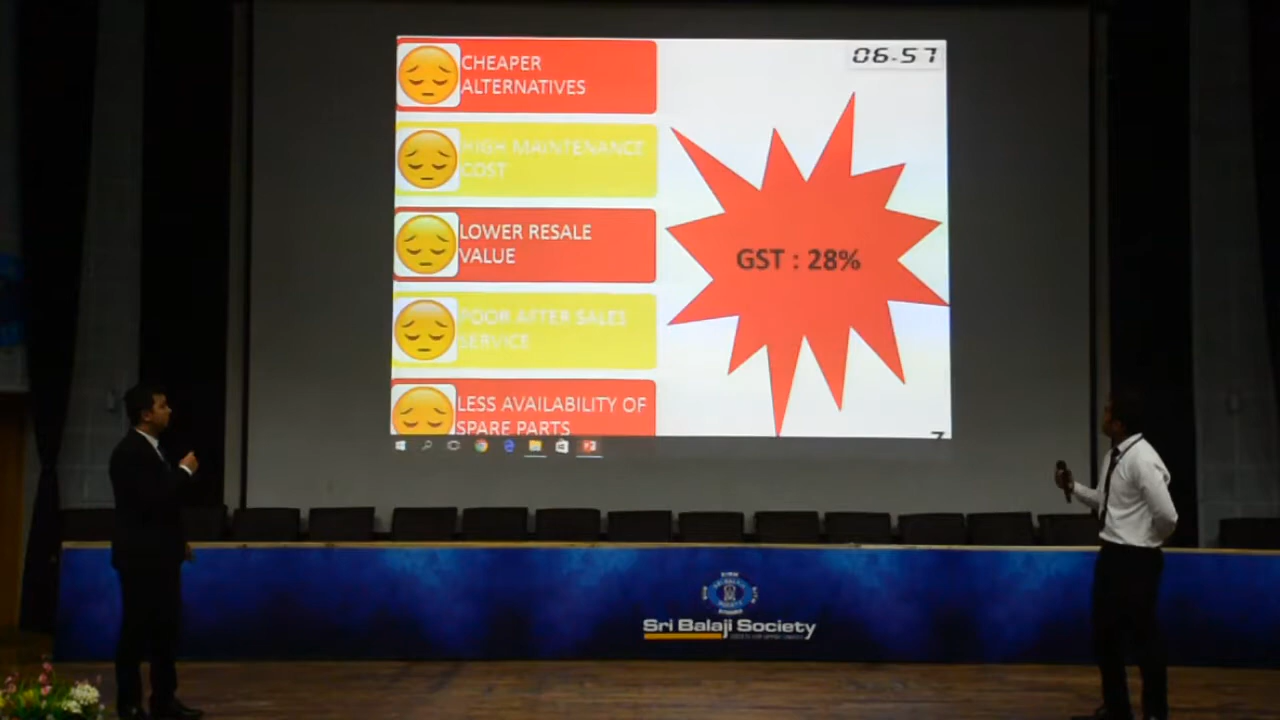 CHEAPER
ALTERNATIVES
HIGH MAINTENANCE
COST
LOWER RESALE
VALUE
POOR AFTER SALES
SERVICE
LESS AVAILABILITY OF
SPARE PARTS
06-57
GST : 28%
7
Sri Balaji Society